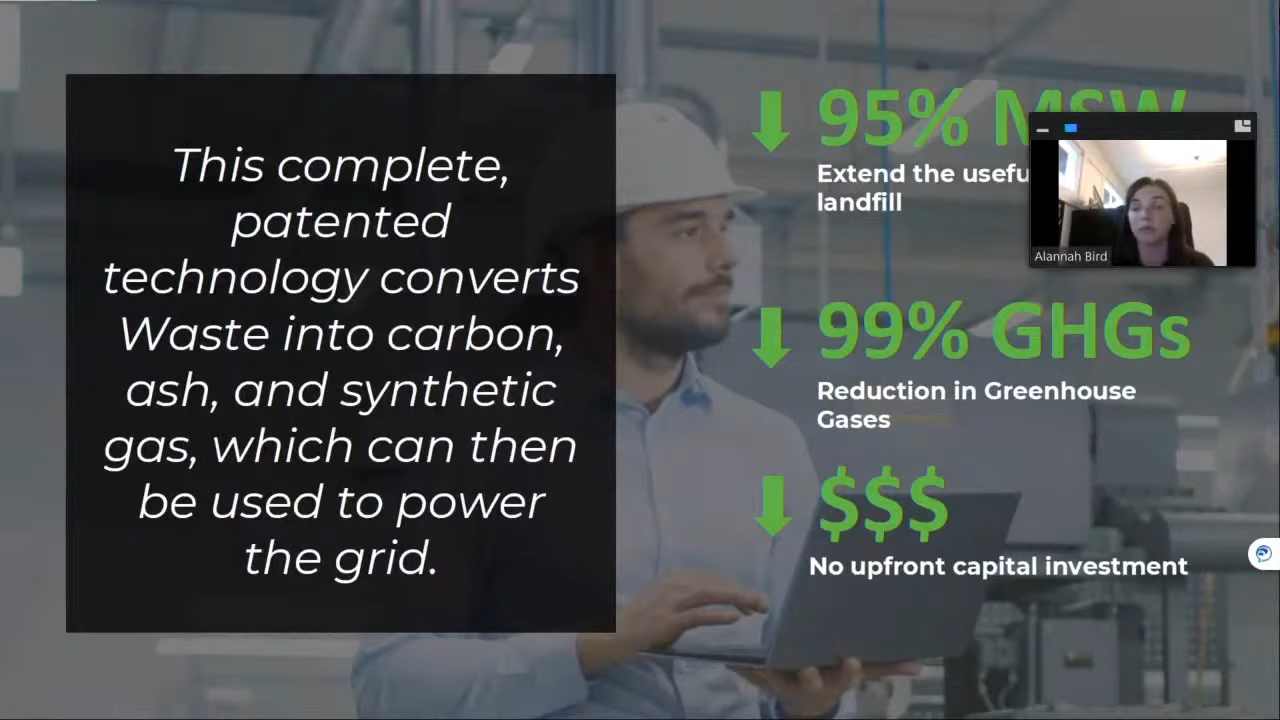 This complete,
patented
technology converts
Waste into carbon,
ash, and synthetic
gas, which can then
be used to power
the grid.
95% MSW
Extend the
landfill
99% GHGs
Reduction in Greenhouse
Gases
$$$
No upfront capital investment
Alannah Bird